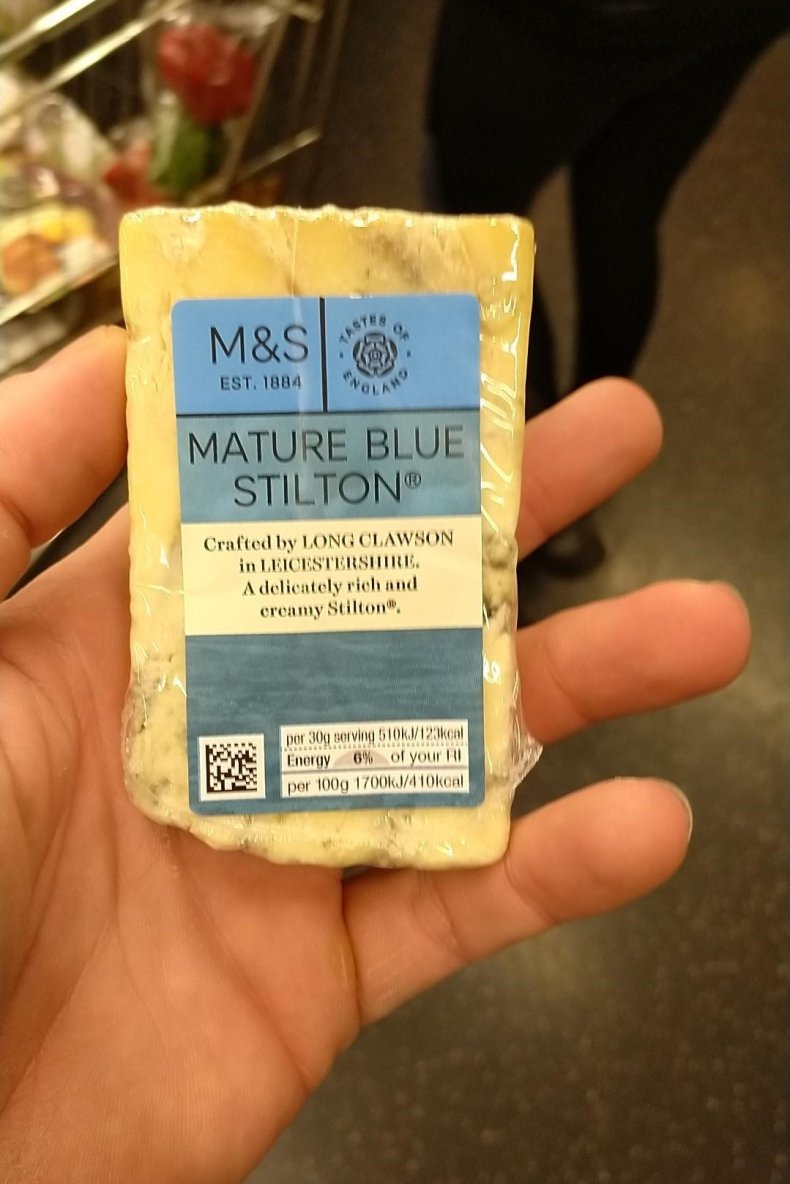 M&S
EST. 1884
TASTES OF
ENGLAND
MATURE BLUE
STILTON®
Crafted by LONG CLAWSON
in LEICESTERSHIRE.
A delicately rich and
creamy Stilton®.
per 30g serving 510kJ/123kcal
Energy 6% of your RI
per 100g 1700kJ/410kcal